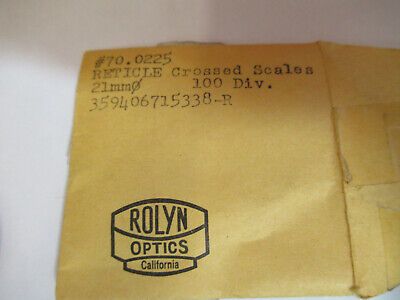 #70.0225
RETICLE Crossed Scales
21mmØ 100 Div.
359406715338-R
ROLYN
OPTICS
California